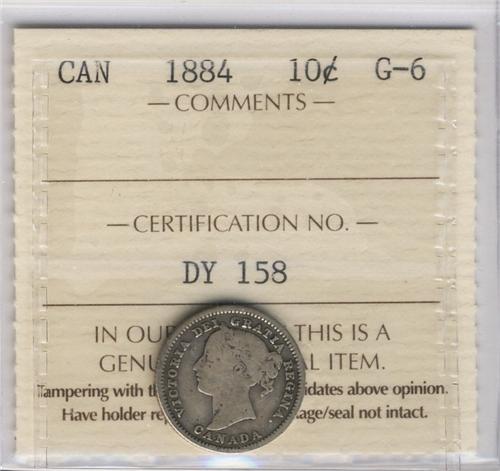 CAN 1884 10¢ G-6
— COMMENTS —
— CERTIFICATION NO. —
DY 158
IN THIS IS A
ITEM.
Tampering with above opinion.
Have holder seal not intact.
VICTORIA DEI GRATIA REGINA.
CANADA